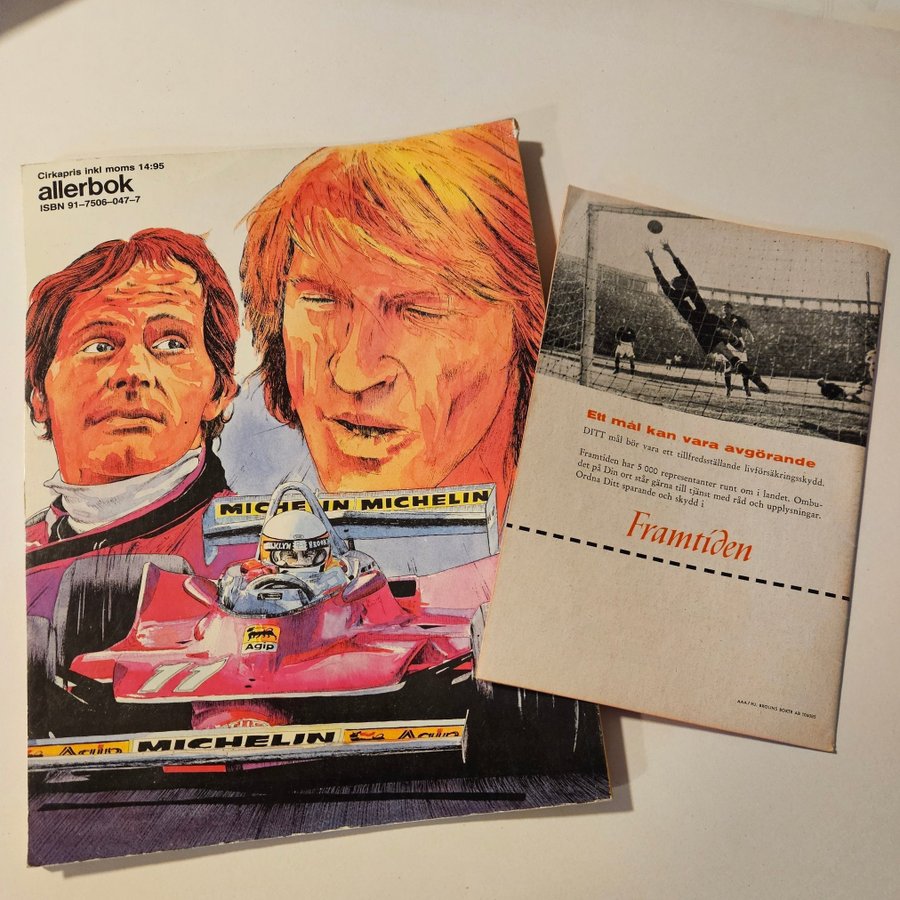 Cirkapris inkl moms 14:95
allerbok
ISBN 91–7506–047–7
MICHELIN MICHELIN
Agip
11
Agip MICHELIN Agip
Ett mål kan vara avgörande
DITT mål bör vara ett tillfredsställande livförsäkringsskydd.
Framtiden har 5 000 representanter runt om i landet. Ombu-
det på Din ort står gärna till tjänst med råd och upplysningar.
Ordna Ditt sparande och skydd i
Framtiden